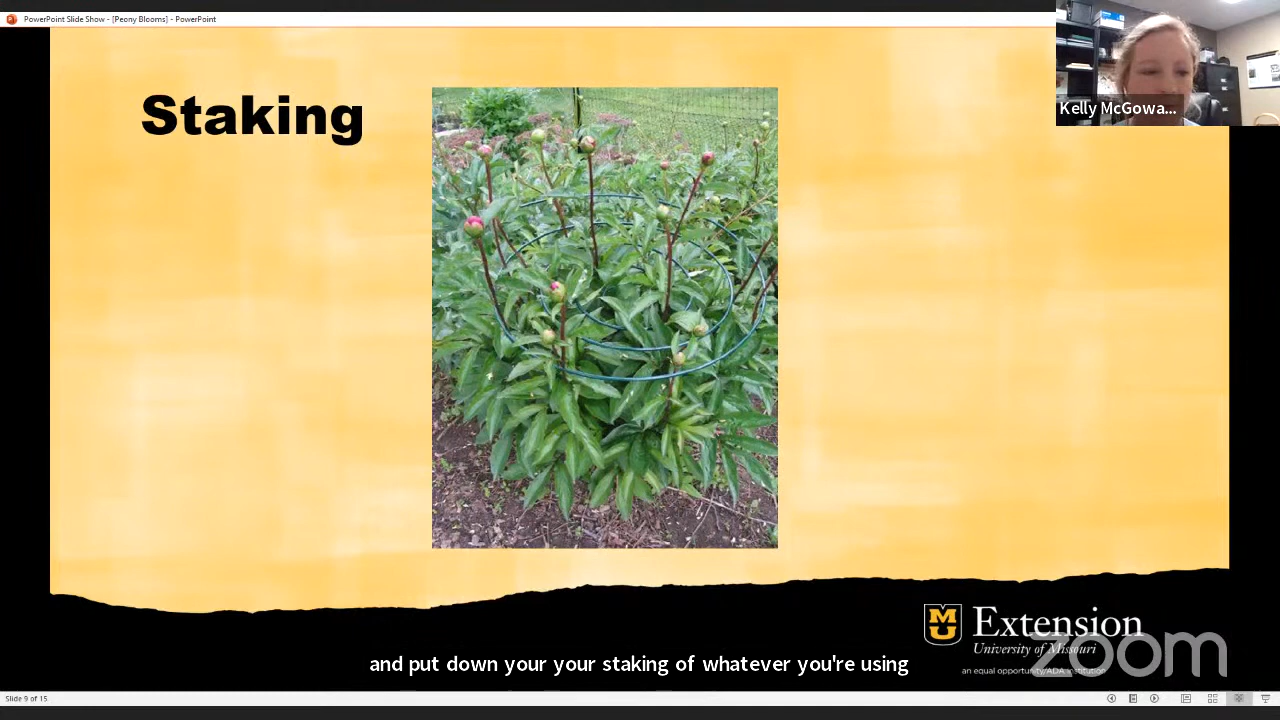 PowerPoint Slide Show - [Peony Blooms] - PowerPoint
Kelly McGowa...
Staking
MU
Extension
University of Missouri
an equal opportunity/ADA institution
zoom
and put down your your staking of whatever you're using
Slide 9 of 15